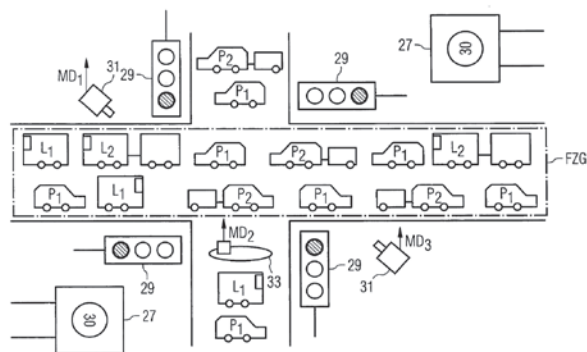 MD1 31 29 P2 P1 29 27 30
L1 L2 P1 P2 P1 L2 FZG
P1 L1 P2 P1 P2 P1
29 MD2 33 29 MD3 31
27 30 L1 P1